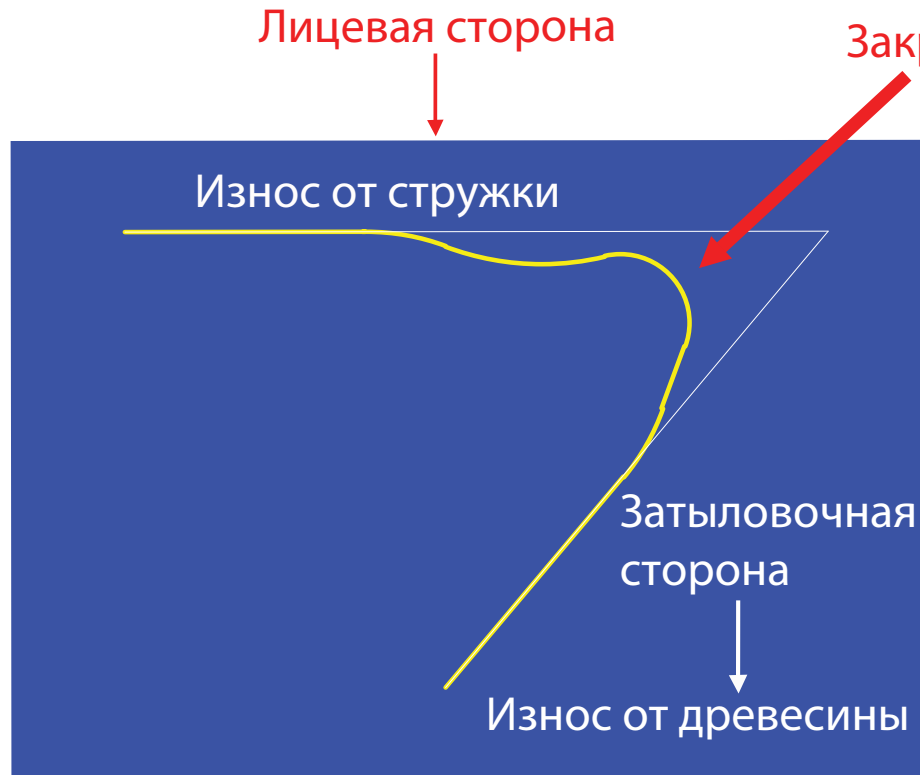 Лицевая сторона
Износ от стружки
Затыловочная
сторона
Износ от древесины